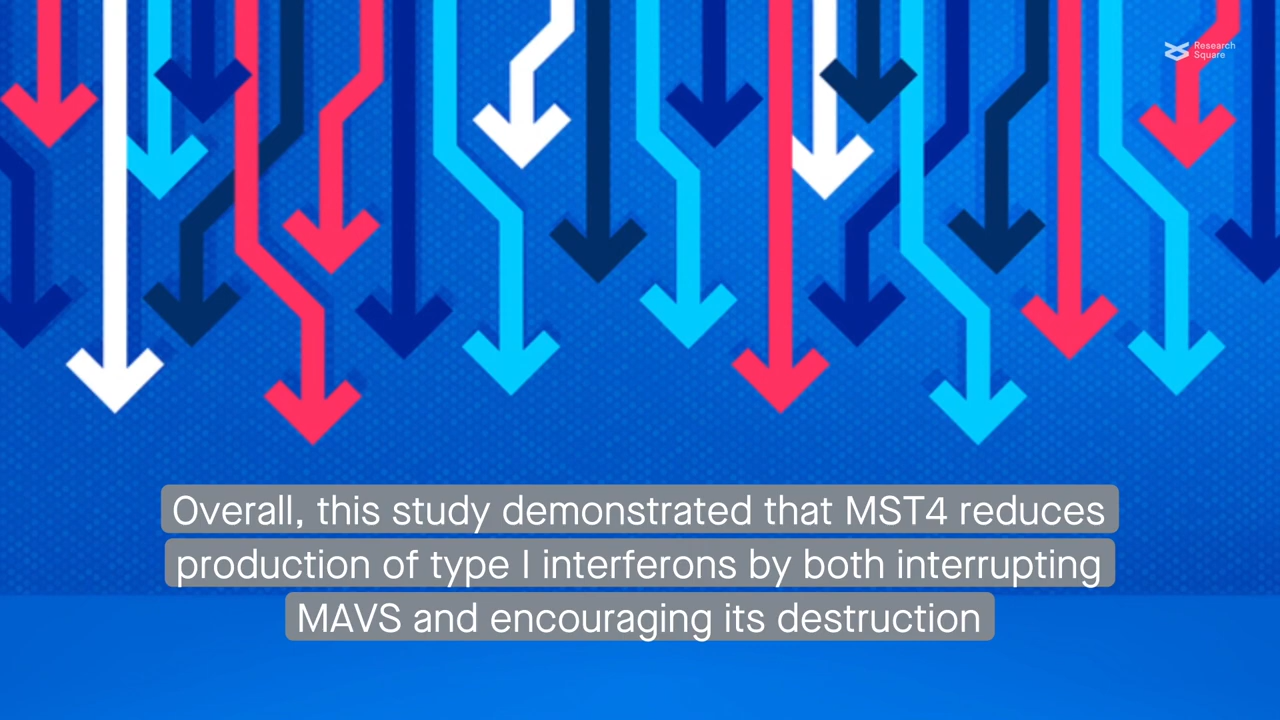 Research
Square
Overall, this study demonstrated that MST4 reduces
production of type I interferons by both interrupting
MAVS and encouraging its destruction